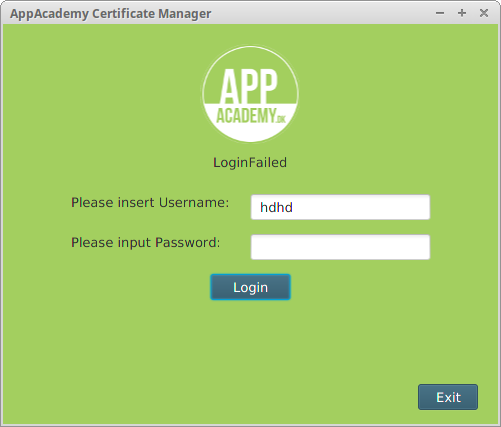 AppAcademy Certificate Manager
APP
ACADEMY.DK
LoginFailed
Please insert Username: hdhd
Please input Password:
Login
Exit